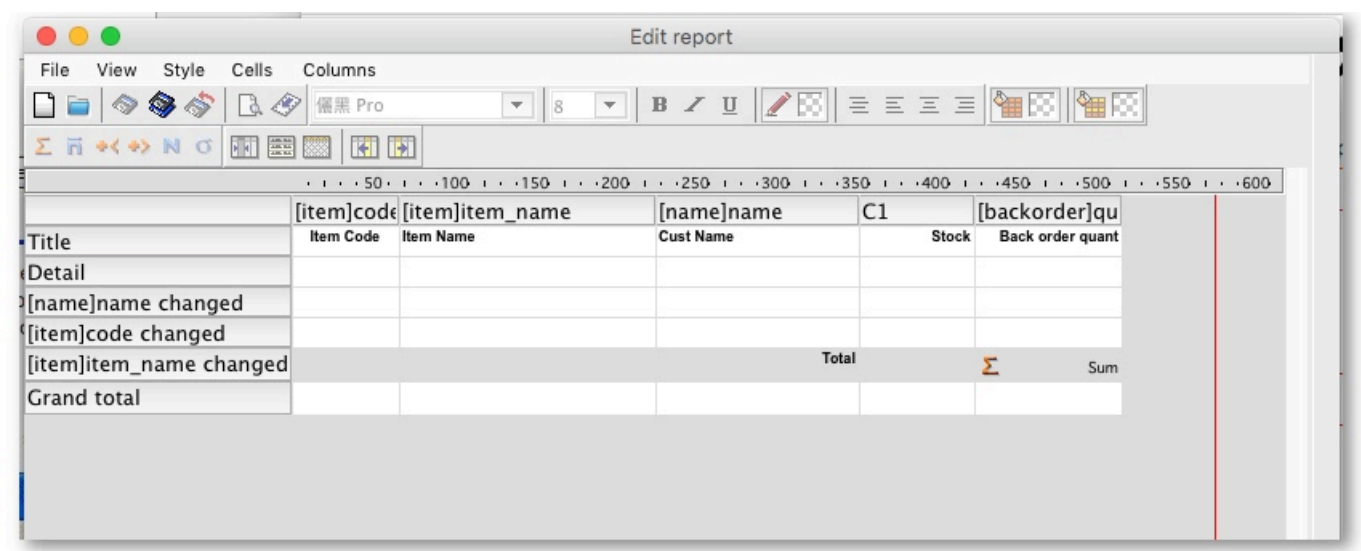 Edit report
File View Style Cells Columns
儷黑 Pro 8 B I U
Σ n N σ
50 100 150 200 250 300 350 400 450 500 550 600
[item]code [item]item_name [name]name C1 [backorder]qu
Title Item Code Item Name Cust Name Stock Back order quant
Detail
[name]name changed
[item]code changed
[item]item_name changed Total Σ Sum
Grand total